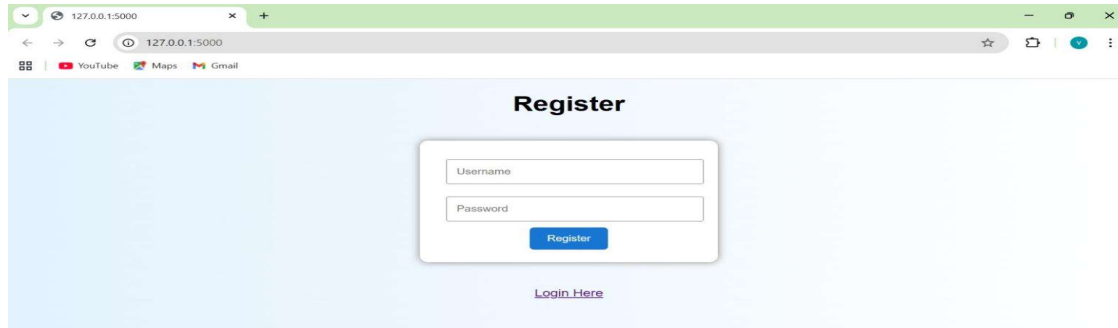 127.0.0.1:5000
127.0.0.1:5000
YouTube Maps Gmail
Register
Username
Password
Register
Login Here